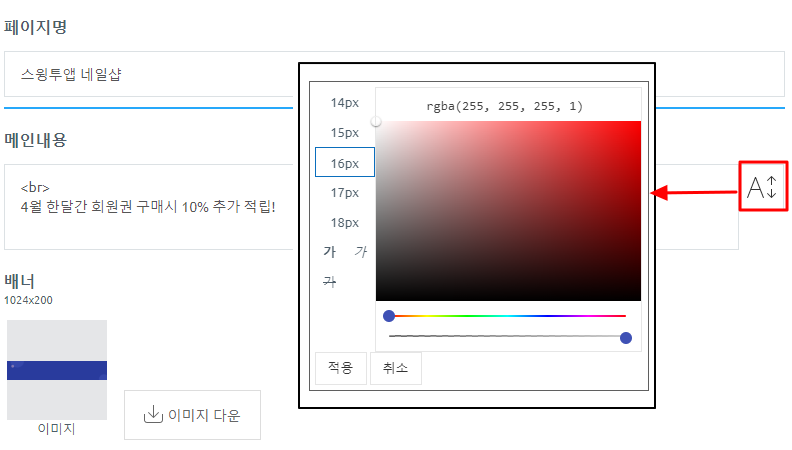 페이지명
스윙투앱 네일샵
메인내용
<br>
4월 한달간 회원권 구매시 10% 추가 적립!
A
14px
15px
16px
17px
18px
가 가
가
rgba(255, 255, 255, 1)
적용 취소
배너
1024x200
이미지
이미지 다운